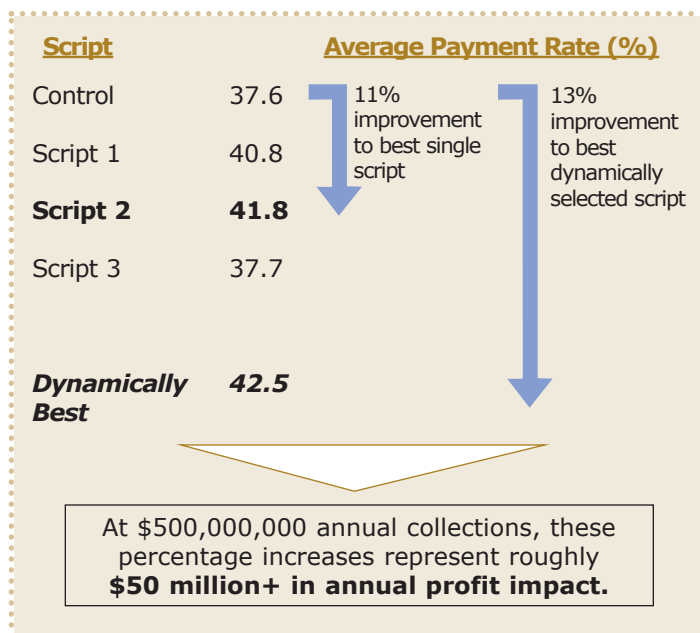 Script Average Payment Rate (%)
Control 37.6
11%
improvement
to best single
script
13%
improvement
to best
dynamically
selected script
Script 1 40.8
Script 2 41.8
Script 3 37.7
Dynamically 42.5
Best
At $500,000,000 annual collections, these
percentage increases represent roughly
$50 million+ in annual profit impact.